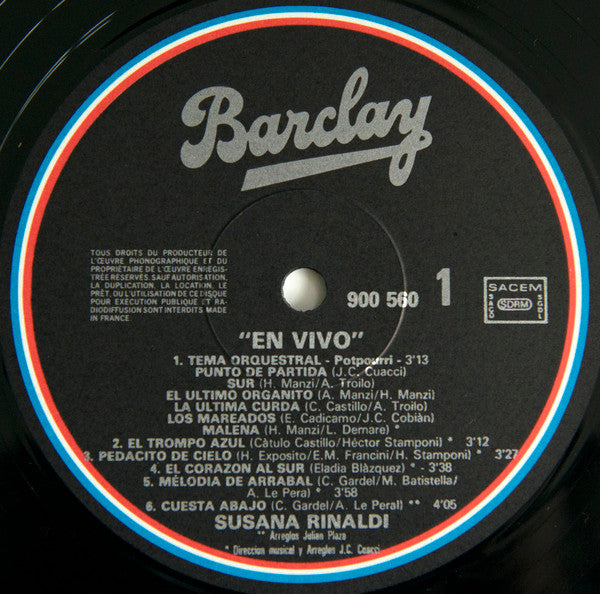 Barclay
TOUS DROITS DU PRODUCTEUR DE
L'ŒUVRE PHONOGRAPHIQUE ET DU
PROPRIETAIRE DE L'ŒUVRE ENREGIS-
TREE RESERVES. SAUF AUTORISATION,
LA DUPLICATION, LA LOCATION, LE
PRÊT, OU L'UTILISATION DE CE DISQUE
POUR EXECUTION PUBLIQUE ET RA-
DIODIFFUSION SONT INTERDITS MADE
IN FRANCE.
900 560 1
SACEM
SACD SDRM SGDL
"EN VIVO"
1. TEMA ORQUESTRAL - Potpourri - 3'13
PUNTO DE PARTIDA (J.C. Cuacci)
SUR (H. Manzi/A. Troilo)
EL ULTIMO ORGANITO (A. Manzi/H. Manzi)
LA ULTIMA CURDA (C. Castillo/A. Troilo)
LOS MAREADOS (E. Cadicamo/J.C. Cobiàn)
MALENA (H. Manzi/L. Demare) *
2. EL TROMPO AZUL (Càtulo Castillo/Héctor Stamponi) * 3'12
3. PEDACITO DE CIELO (H. Exposito/E.M. Francini/H. Stamponi) * 3'27
4. EL CORAZON AL SUR (Eladia Blàzquez) * - 3'38
5. MÉLODIA DE ARRABAL (C. Gardel/M. Batistella/
A. Le Pera) * 3'58
6. CUESTA ABAJO (C. Gardel/A. Le Peral) ** 4'05
SUSANA RINALDI
** Arreglos Julian Plaza
* Direccion musical y Arregles J.C. Cuacci